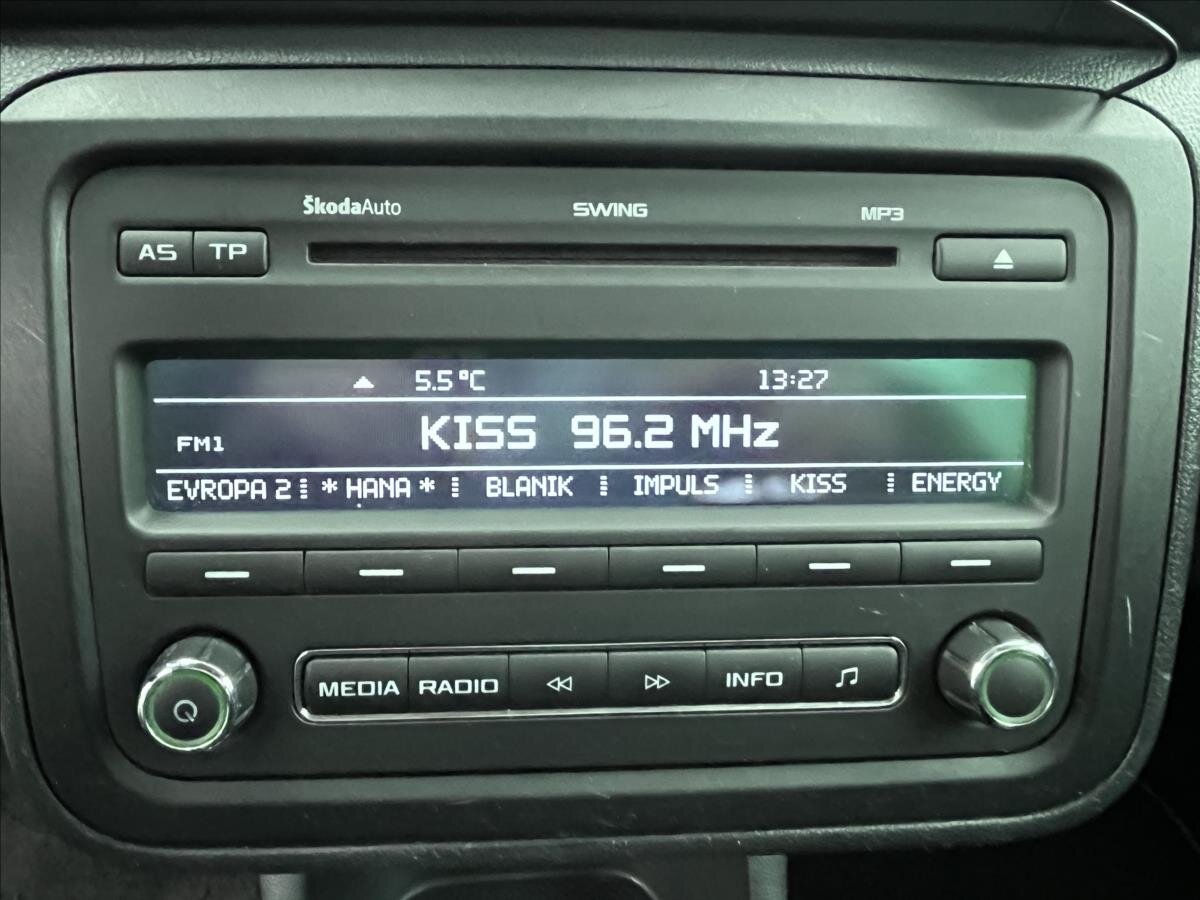 ŠkodaAuto SWING MP3
AS TP
5.5°C 13:27
FM1 KISS 96.2 MHz
EVROPA 2 * HANA * BLANIK IMPULS KISS ENERGY
MEDIA RADIO INFO